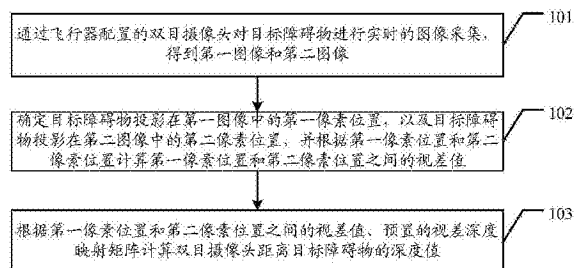 101
通过飞行器配置的双目摄像头对目标障碍物进行实时的图像采集，
得到第一图像和第二图像
102
确定目标障碍物投影在第一图像中的第一像素位置，以及目标障碍
物投影在第二图像中的第二像素位置，并根据第一像素位置和第二
像素位置计算第一像素位置和第二像素位置之间的视差值
103
根据第一像素位置和第二像素位置之间的视差值、预置的视差深度
映射矩阵计算双目摄像头距离目标障碍物的深度值